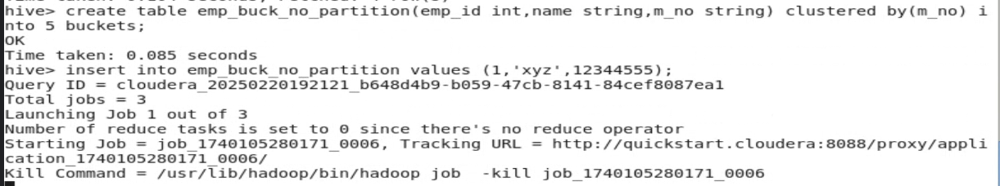 hive> create table emp_buck_no_partition(emp_id int,name string,m_no string) clustered by(m_no) i
nto 5 buckets;
OK
Time taken: 0.085 seconds
hive> insert into emp_buck_no_partition values (1,'xyz',12344555);
Query ID = cloudera_20250220192121_b648d4b9-b059-47cb-8141-84cef8087ea1
Total jobs = 3
Launching Job 1 out of 3
Number of reduce tasks is set to 0 since there's no reduce operator
Starting Job = job_1740105280171_0006, Tracking URL = http://quickstart.cloudera:8088/proxy/appli
cation_1740105280171_0006/
Kill Command = /usr/lib/hadoop/bin/hadoop job  -kill job_1740105280171_0006